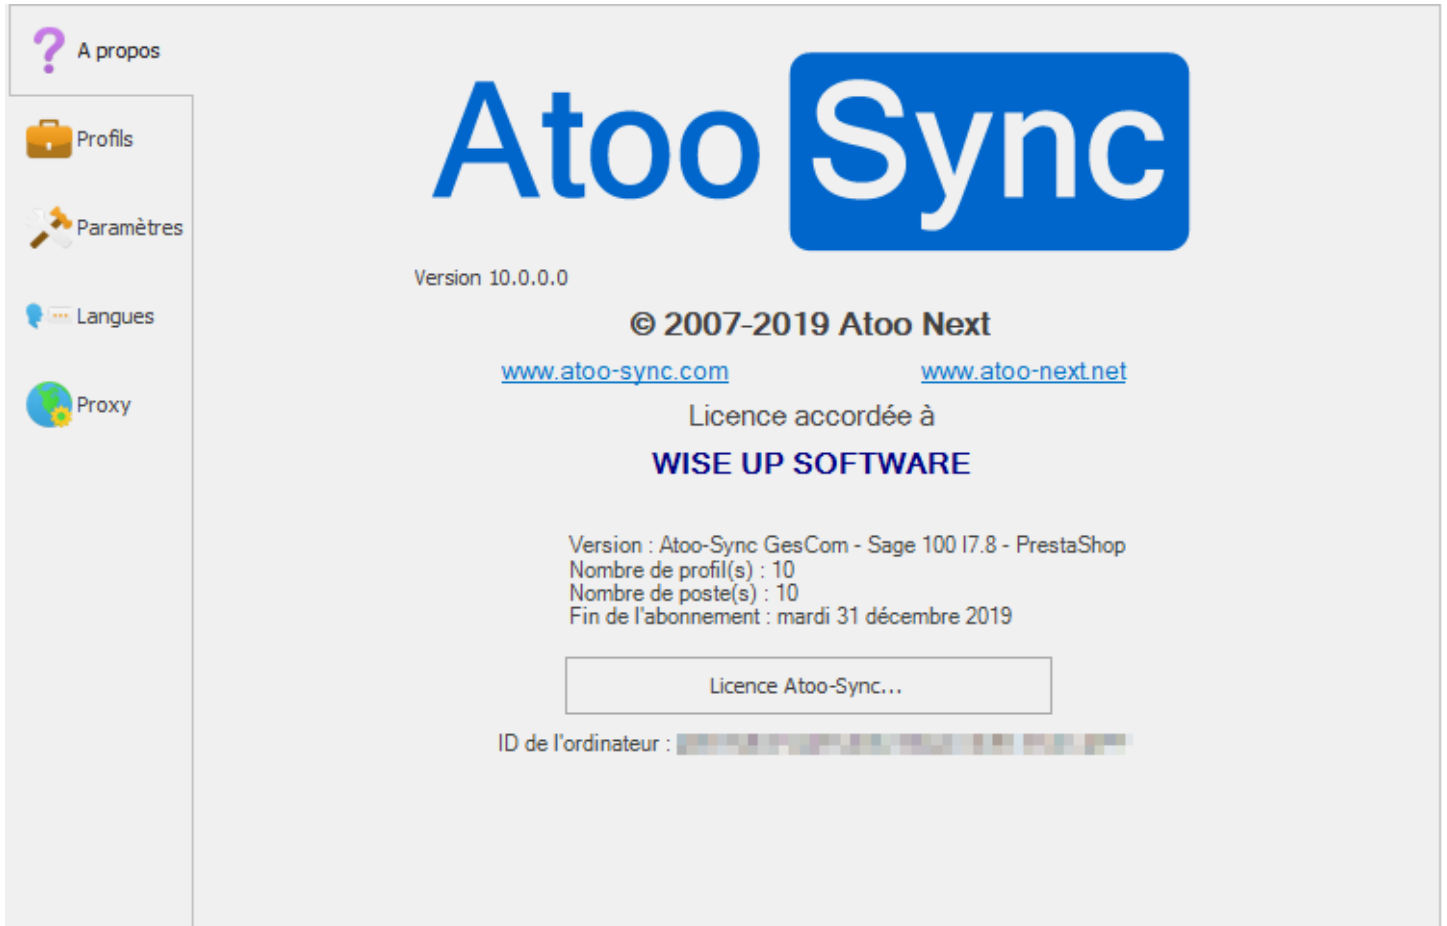 A propos
Profils
Paramètres
Langues
Proxy
Atoo Sync
Version 10.0.0.0
© 2007-2019 Atoo Next
www.atoo-sync.com www.atoo-next.net
Licence accordée à
WISE UP SOFTWARE
Version : Atoo-Sync GesCom - Sage 100 I7.8 - PrestaShop
Nombre de profil(s) : 10
Nombre de poste(s) : 10
Fin de l'abonnement : mardi 31 décembre 2019
Licence Atoo-Sync...
ID de l'ordinateur :